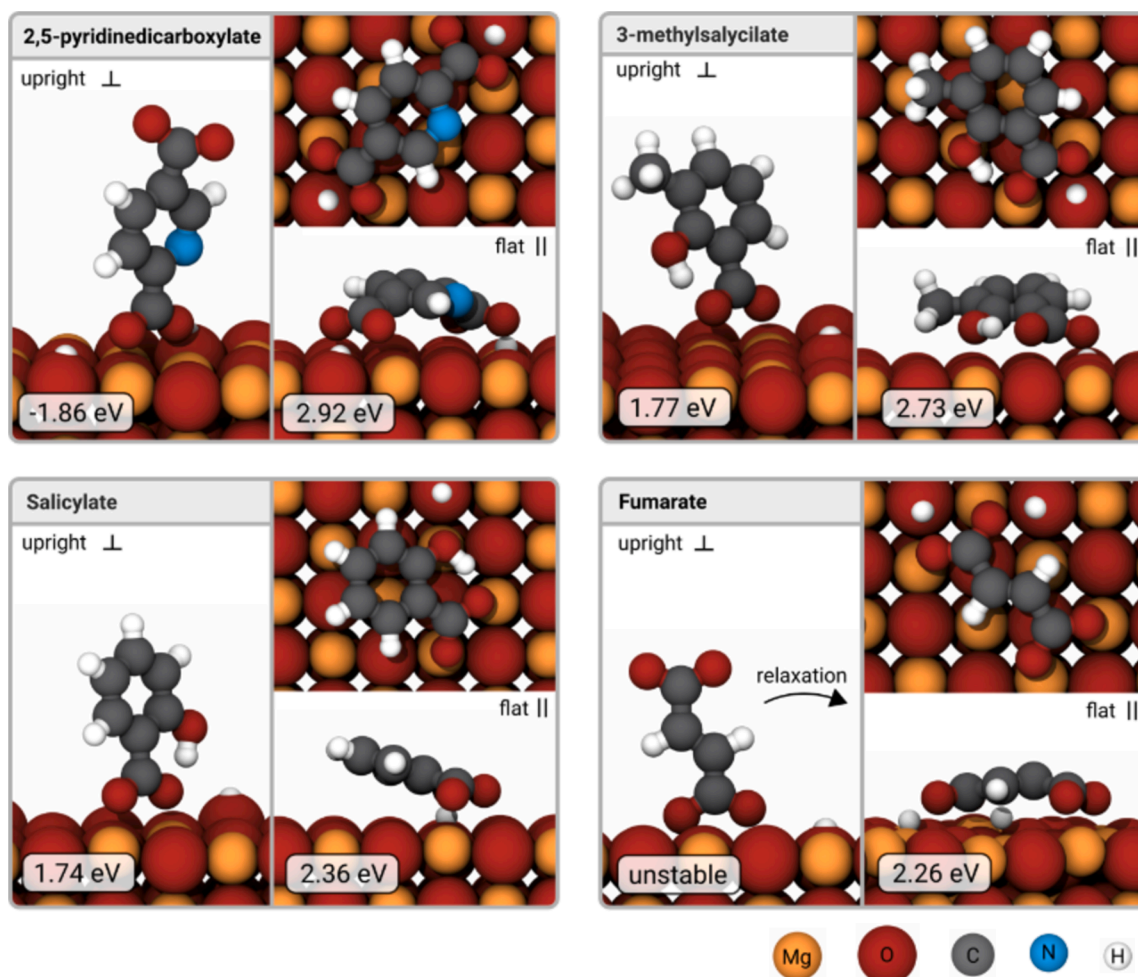 2,5-pyridinedicarboxylate
upright ⊥
flat ||
-1.86 eV
2.92 eV
3-methylsalycilate
upright ⊥
flat ||
1.77 eV
2.73 eV
Salicylate
upright ⊥
flat ||
1.74 eV
2.36 eV
Fumarate
upright ⊥
relaxation
flat ||
unstable
2.26 eV
Mg O C N H